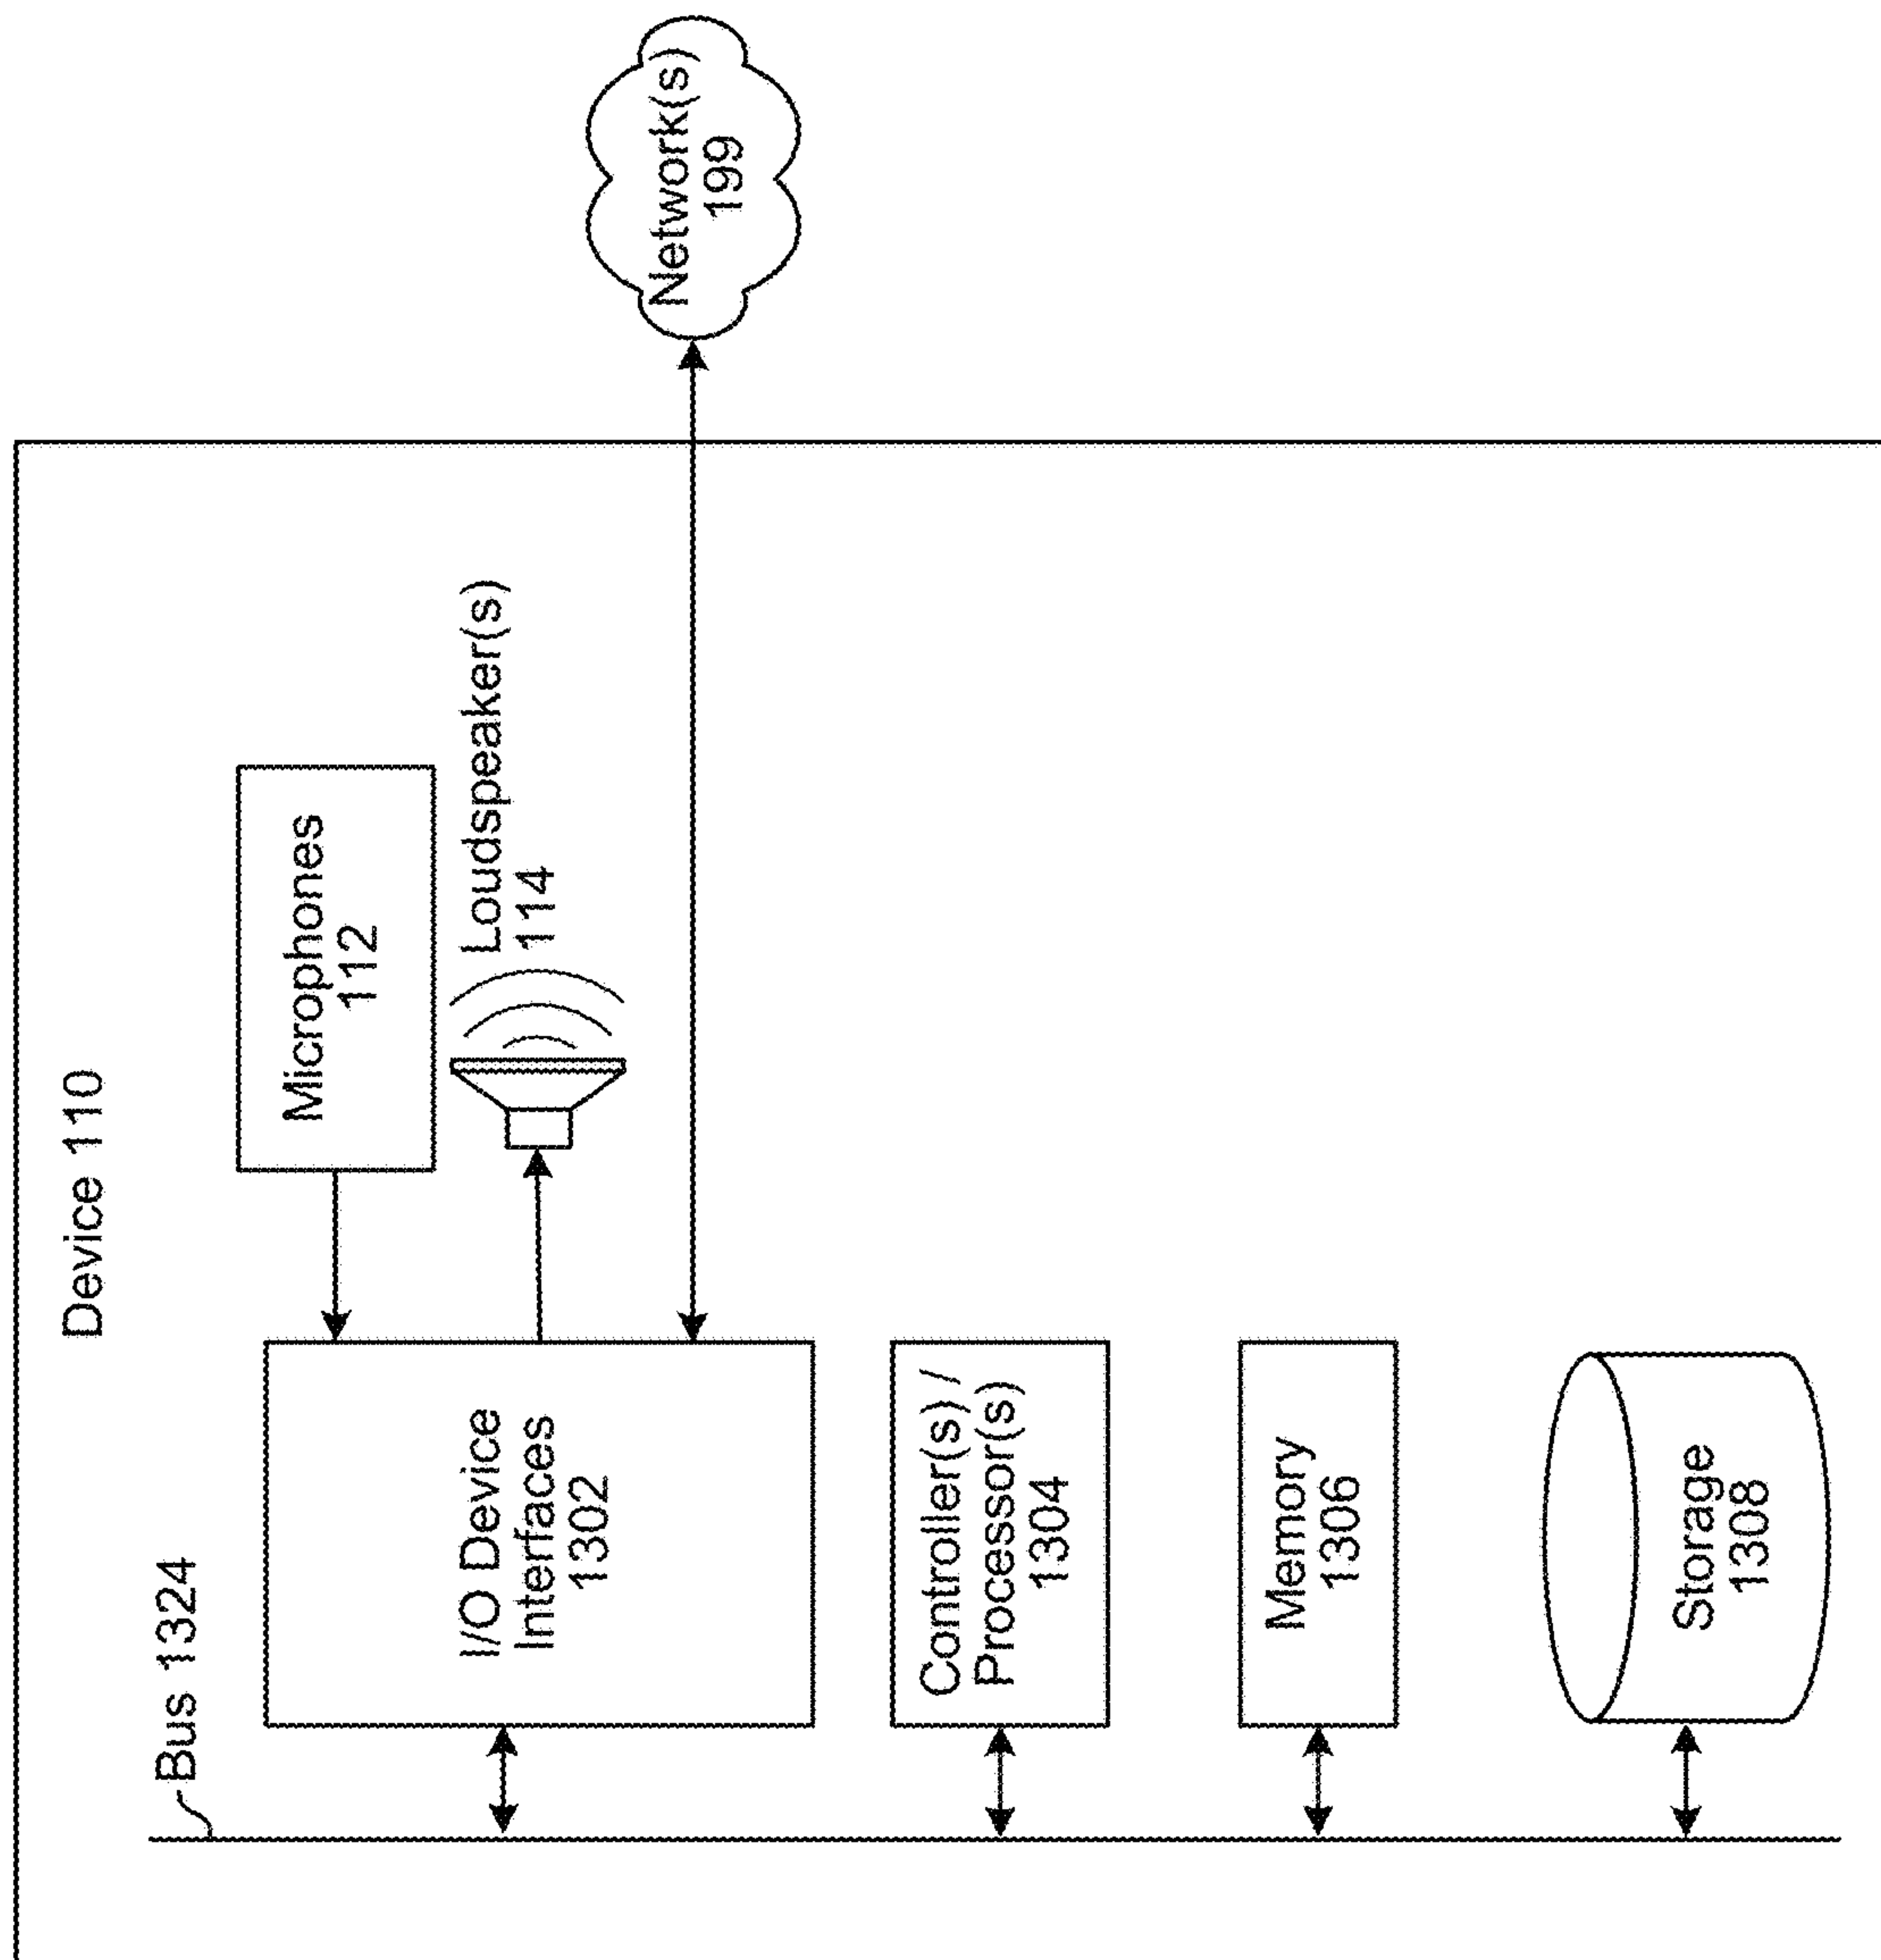 Device 110
Bus 1324
I/O Device
Interfaces
1302
Microphones
112
Loudspeaker(s)
114
Network(s)
199
Controller(s) /
Processor(s)
1304
Memory
1306
Storage
1308